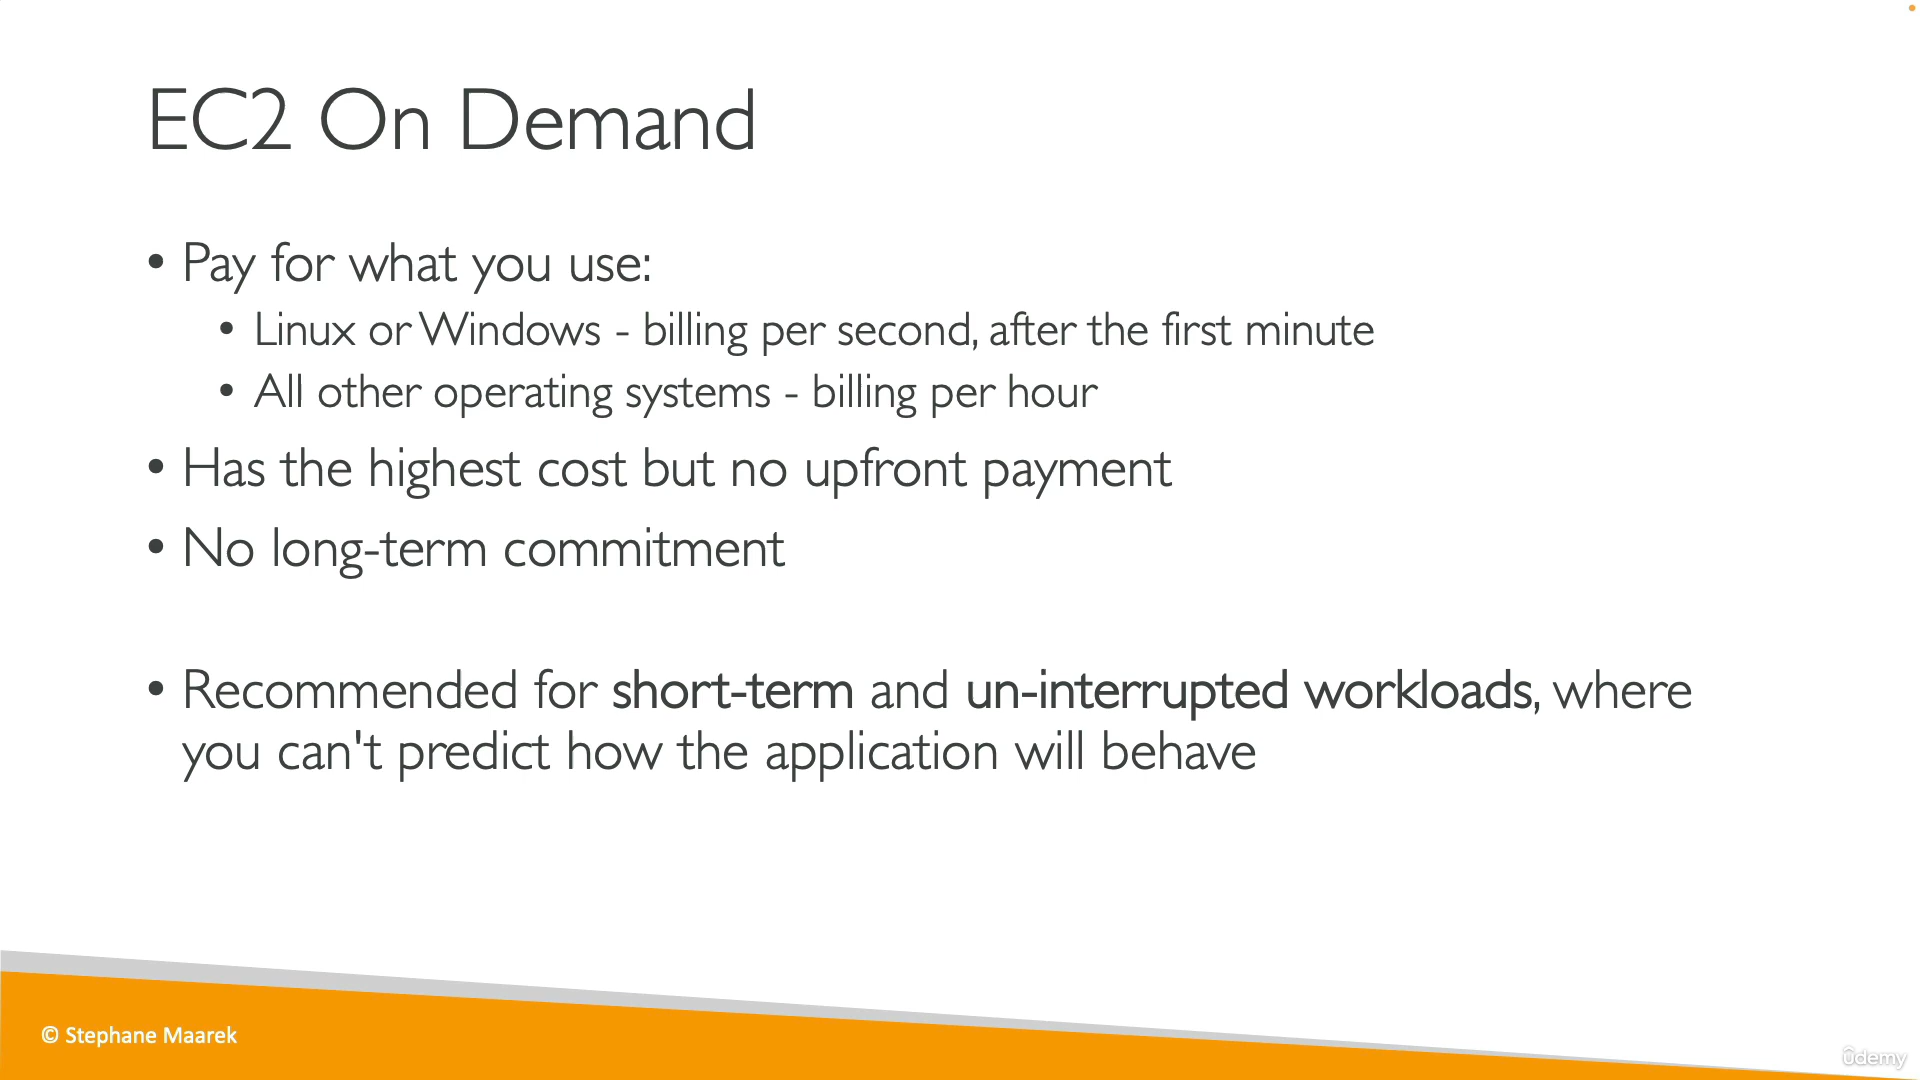 EC2 On Demand
• Pay for what you use:
• Linux or Windows - billing per second, after the first minute
• All other operating systems - billing per hour
• Has the highest cost but no upfront payment
• No long-term commitment
• Recommended for short-term and un-interrupted workloads, where
you can't predict how the application will behave
© Stephane Maarek
ûdemy